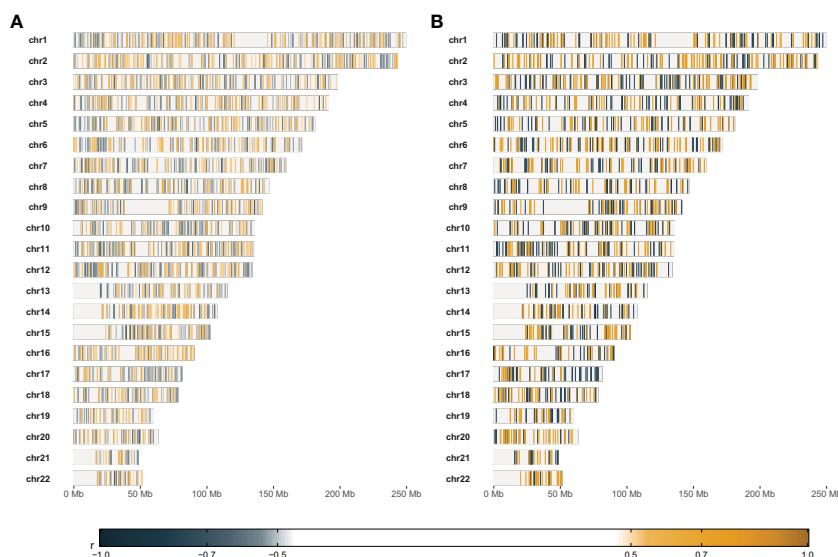 A
chr1
chr2
chr3
chr4
chr5
chr6
chr7
chr8
chr9
chr10
chr11
chr12
chr13
chr14
chr15
chr16
chr17
chr18
chr19
chr20
chr21
chr22
0 Mb 50 Mb 100 Mb 150 Mb 200 Mb 250 Mb
B
chr1
chr2
chr3
chr4
chr5
chr6
chr7
chr8
chr9
chr10
chr11
chr12
chr13
chr14
chr15
chr16
chr17
chr18
chr19
chr20
chr21
chr22
0 Mb 50 Mb 100 Mb 150 Mb 200 Mb 250 Mb
r
−1.0 −0.7 −0.5 0.5 0.7 1.0